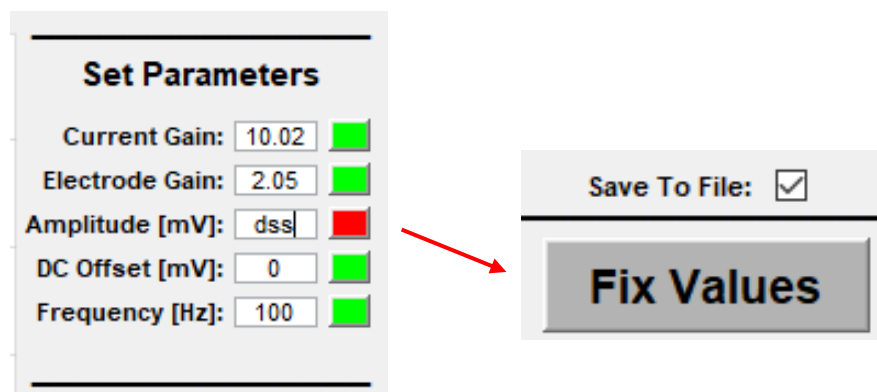 Set Parameters
Current Gain: 10.02
Electrode Gain: 2.05
Amplitude [mV]: dss
DC Offset [mV]: 0
Frequency [Hz]: 100
Save To File:
Fix Values